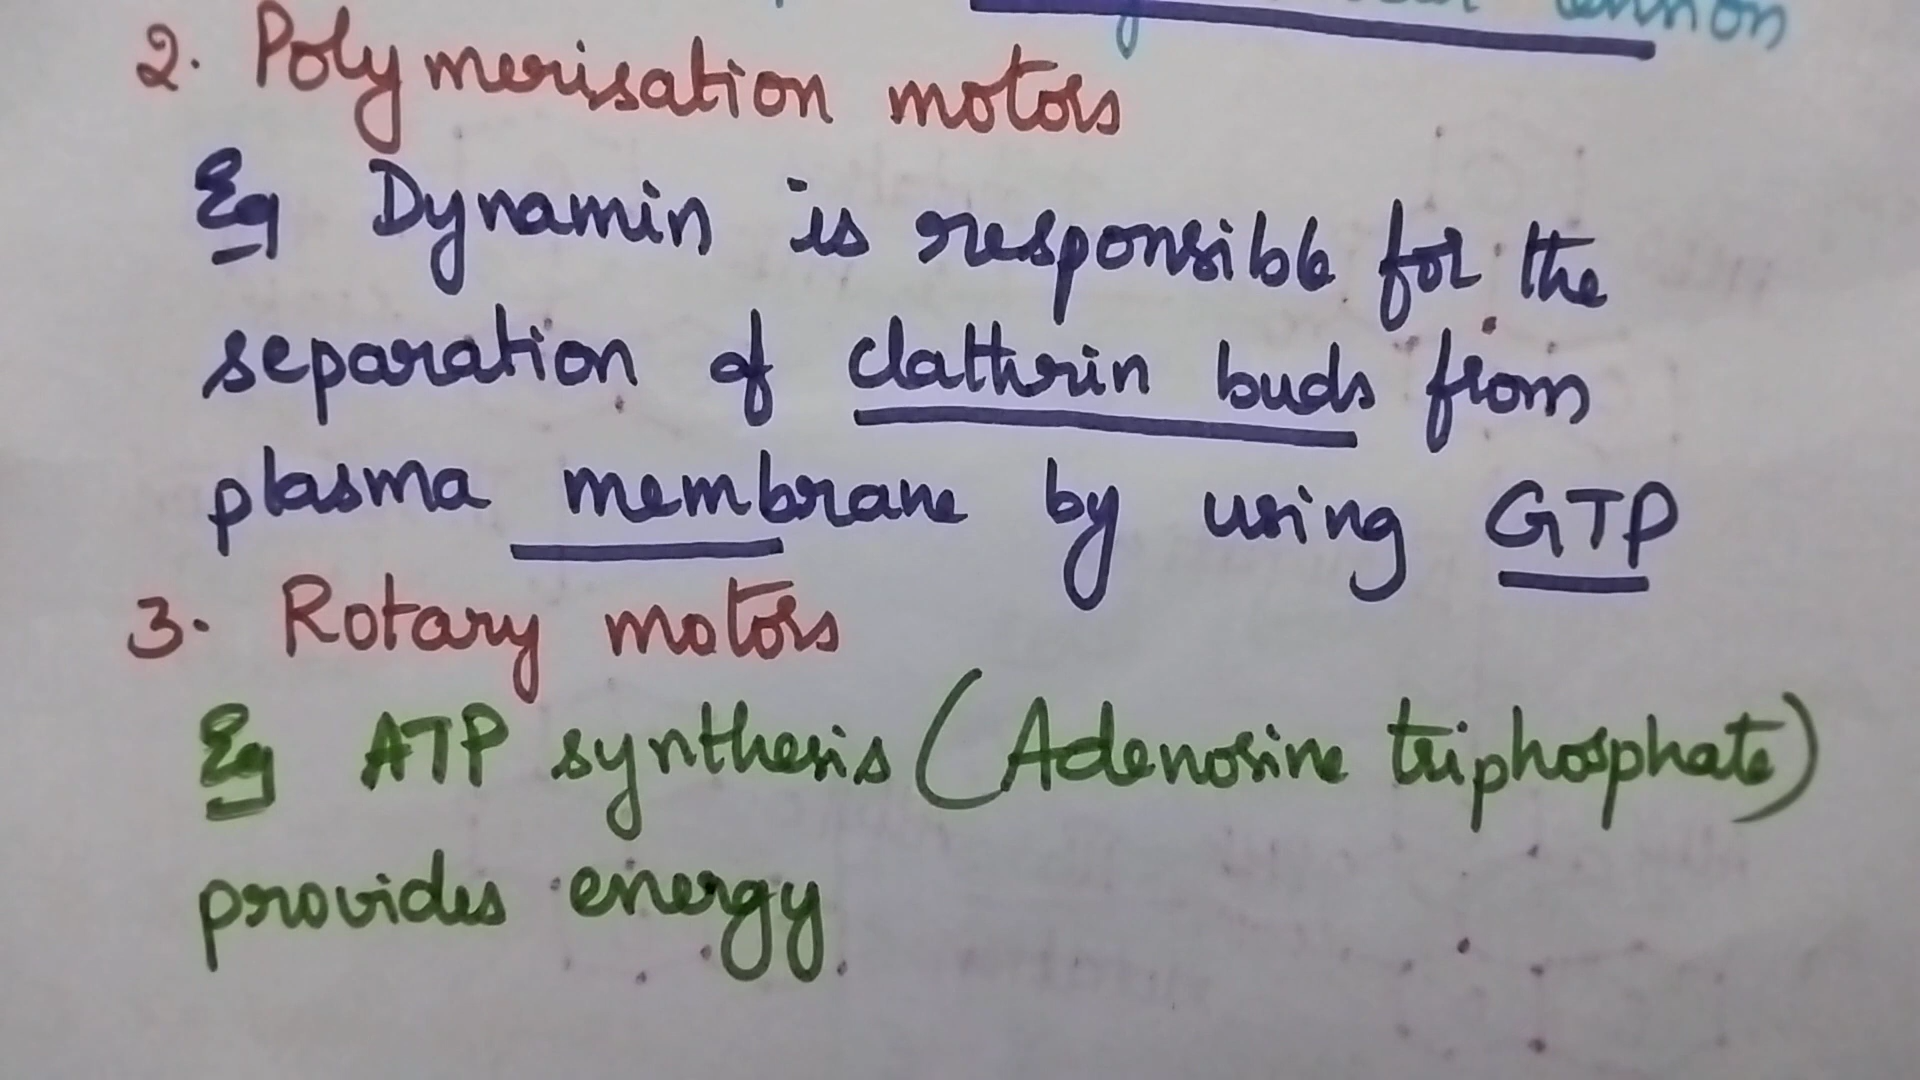 2. Polymerisation motors
Eg Dynamin is responsible for the
separation of clathrin buds from
plasma membrane by using GTP
3. Rotary motors
Eg ATP synthesis (Adenosine triphosphate)
provides energy.